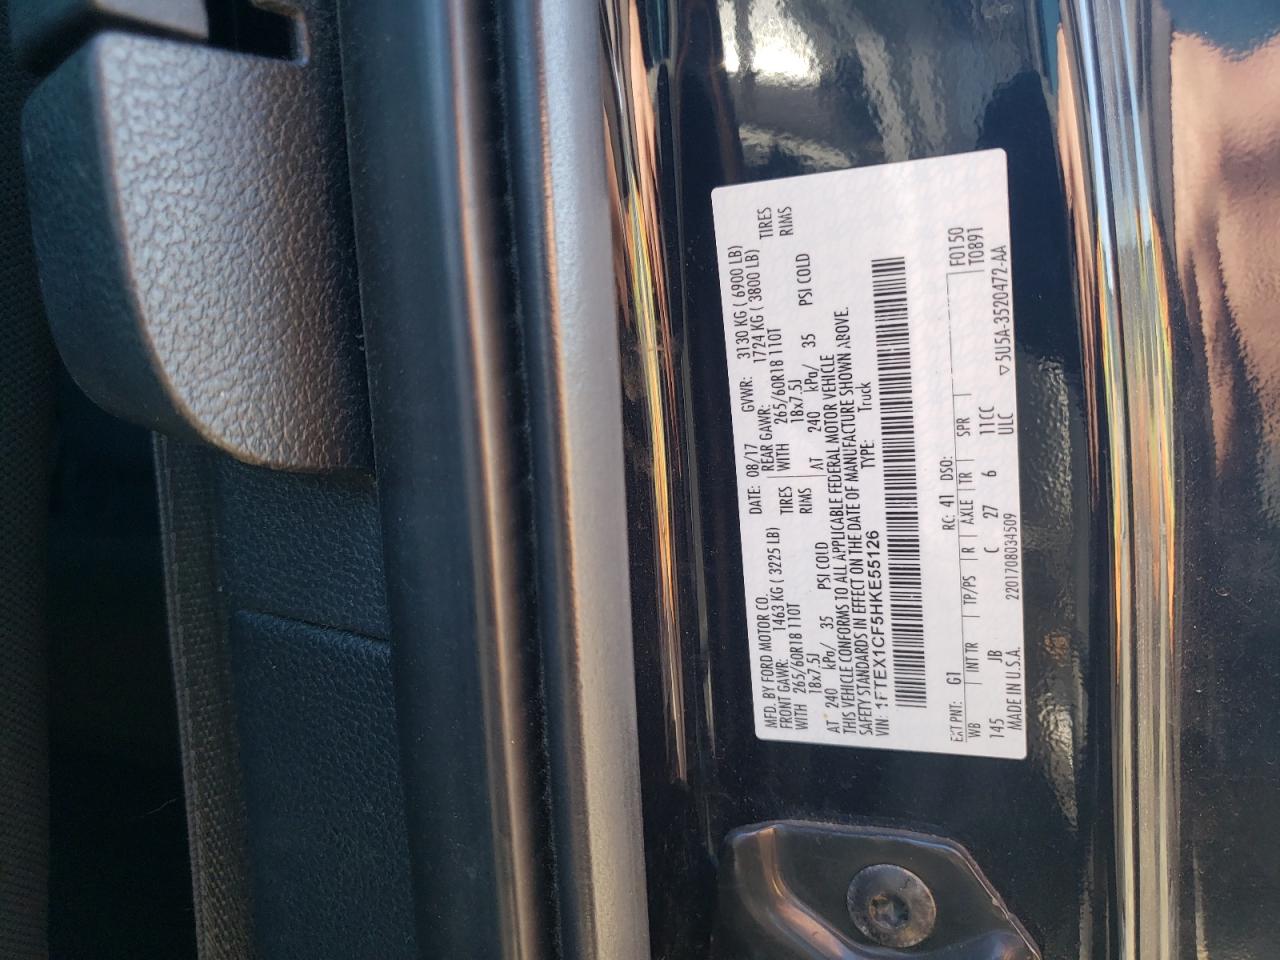 MFD. BY FORD MOTOR CO. DATE: 08/17 GVWR: 3130 KG ( 6900 LB)
FRONT GAWR: 1463 KG ( 3225 LB) REAR GAWR: 1724 KG ( 3800 LB)
WITH 265/60R18 110T TIRES WITH 265/60R18 110T TIRES
18x7.5J RIMS 18x7.5J RIMS
AT 240 kPa/ 35 PSI COLD AT 240 kPa/ 35 PSI COLD
THIS VEHICLE CONFORMS TO ALL APPLICABLE FEDERAL MOTOR VEHICLE
SAFETY STANDARDS IN EFFECT ON THE DATE OF MANUFACTURE SHOWN ABOVE.
VIN: 1FTEX1CF5HKE55126 TYPE: Truck
EXT PNT: G1 RC: 41 DSO: F0150
WB INT TR TP/PS R AXLE TR SPR T0891
145 JB C 27 6 11CC
MADE IN U.S.A. 2201708034509 ULC ▽5U5A-3520472-AA